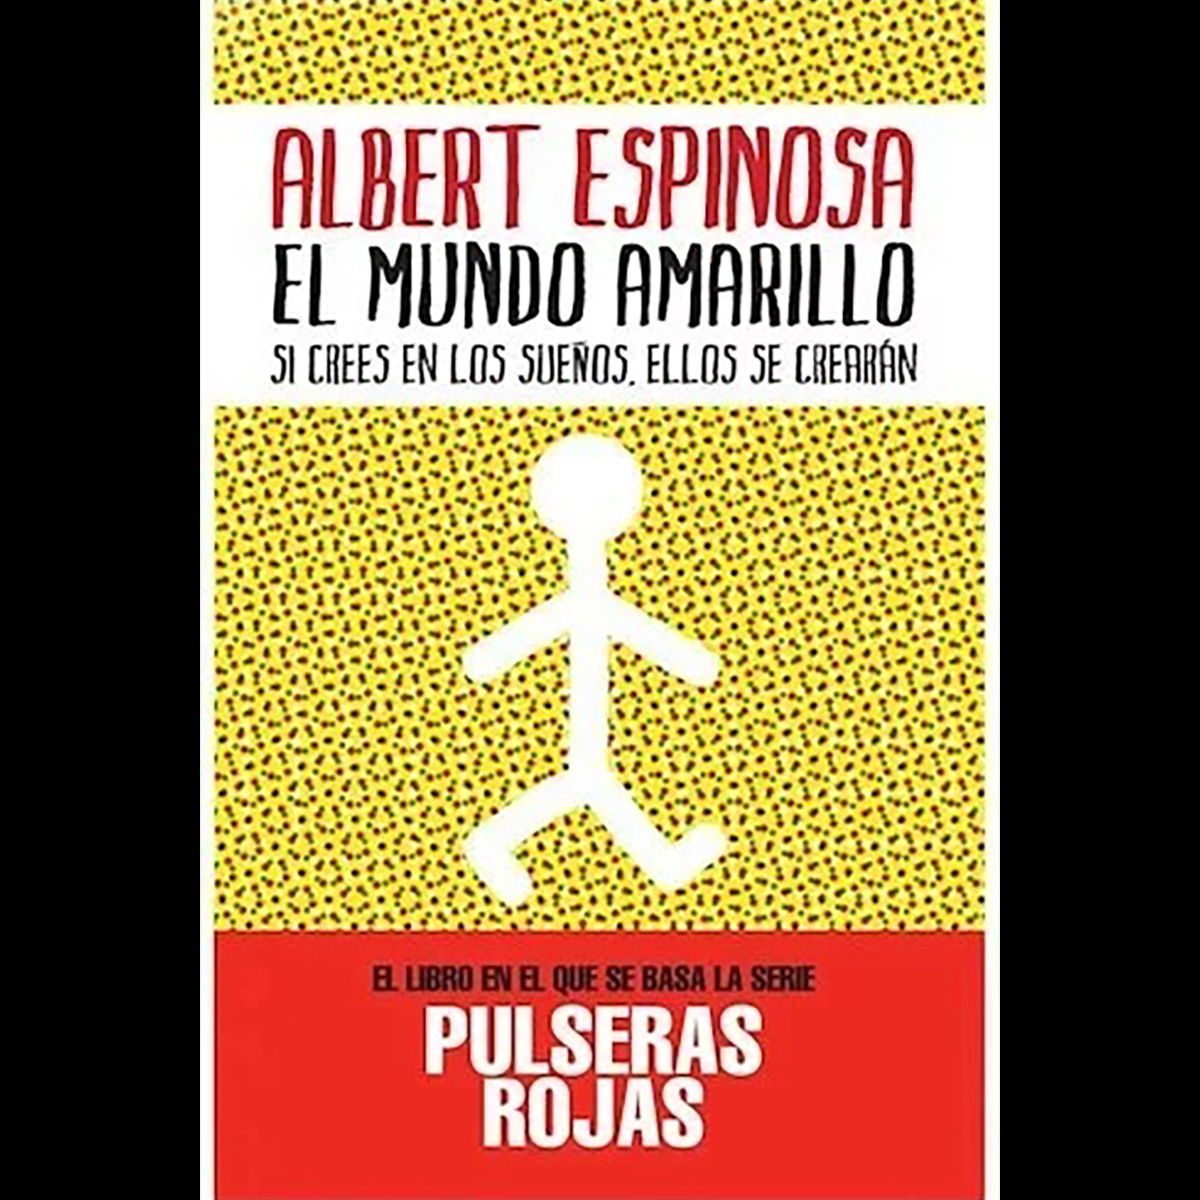 ALBERT ESPINOSA
EL MUNDO AMARILLO
SI CREES EN LOS SUEÑOS, ELLOS SE CREARÁN
EL LIBRO EN EL QUE SE BASA LA SERIE
PULSERAS
ROJAS